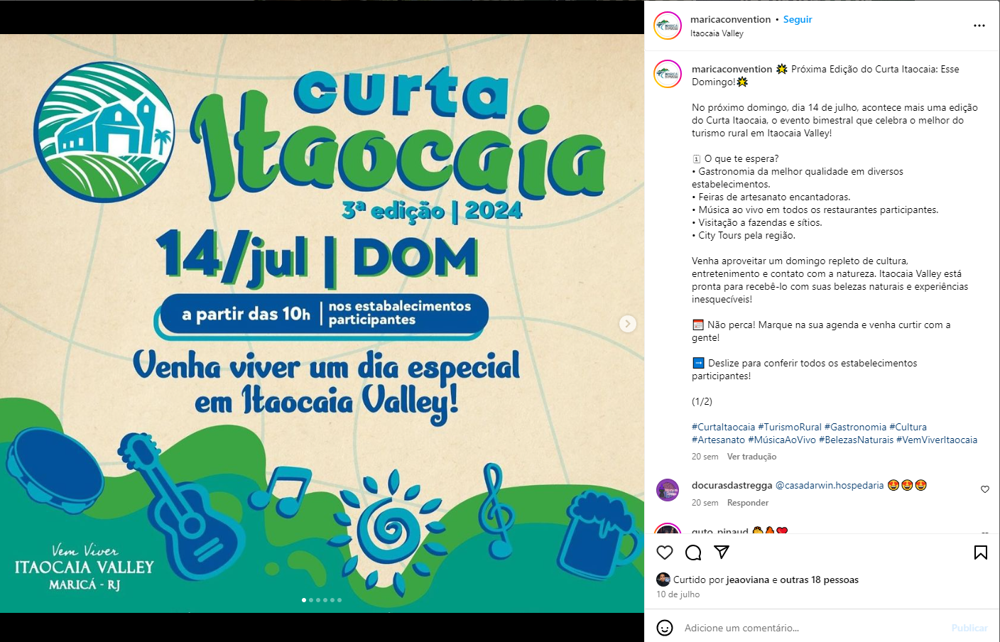 curta
Itaocaia
3ª edição | 2024
14/jul | DOM
a partir das 10h | nos estabalecimentos
participantes
Venha viver um dia especial
em Itaocaia Valley!
Vem Viver
ITAOCAIA VALLEY
MARICÁ - RJ
maricaconvention • Seguir
Itaocaia Valley
maricaconvention 🌟 Próxima Edição do Curta Itaocaia: Esse
Domingo!🌟
No próximo domingo, dia 14 de julho, acontece mais uma edição
do Curta Itaocaia, o evento bimestral que celebra o melhor do
turismo rural em Itaocaia Valley!
🗓 O que te espera?
• Gastronomia da melhor qualidade em diversos
estabelecimentos.
• Feiras de artesanato encantadoras.
• Música ao vivo em todos os restaurantes participantes.
• Visitação a fazendas e sítios.
• City Tours pela região.
Venha aproveitar um domingo repleto de cultura,
entretenimento e contato com a natureza. Itaocaia Valley está
pronta para recebê-lo com suas belezas naturais e experiências
inesquecíveis!
📅 Não perca! Marque na sua agenda e venha curtir com a
gente!
➡️ Deslize para conferir todos os estabelecimentos
participantes!
(1/2)
#CurtaItaocaia #TurismoRural #Gastronomia #Cultura
#Artesanato #MúsicaAoVivo #BelezasNaturais #VemViverItaocaia
20 sem Ver tradução
docurasdastregga @casadarwin.hospedaria 😍😍😍
20 sem Responder
guto_pinaud
Curtido por jeaoviana e outras 18 pessoas
10 de julho
Adicione um comentário...
Publicar